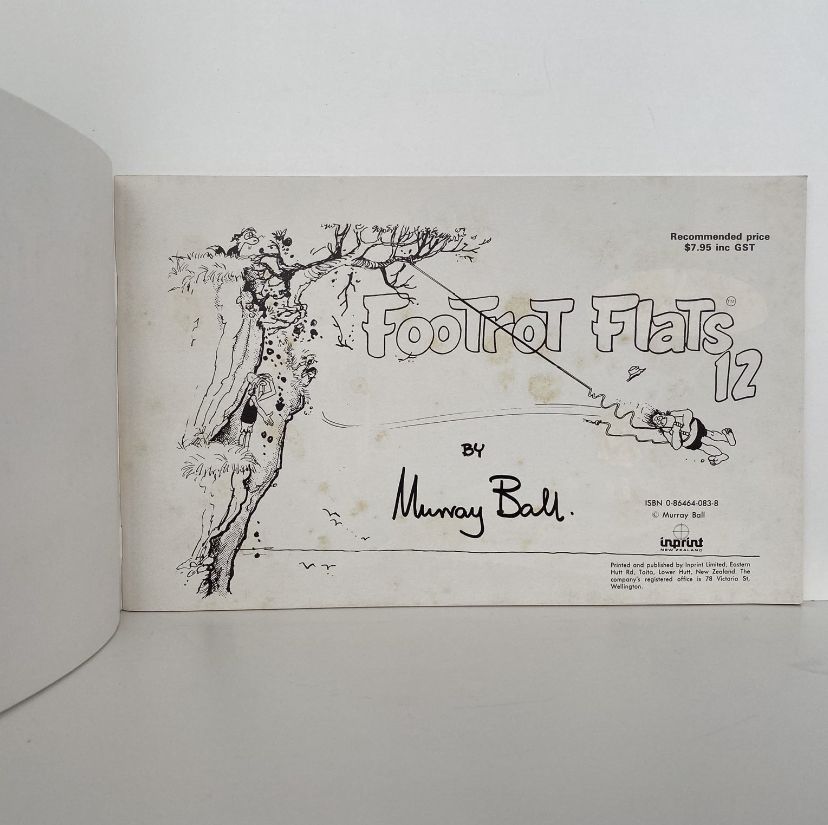 Recommended price
$7.95 inc GST
FooTroT FlaTs™
12
BY
Murray Ball.
ISBN 0-86464-083-8
© Murray Ball
inprint
NEW ZEALAND
Printed and published by Inprint Limited, Eastern
Hutt Rd, Taita, Lower Hutt, New Zealand. The
company's registered office is 78 Victoria St,
Wellington.